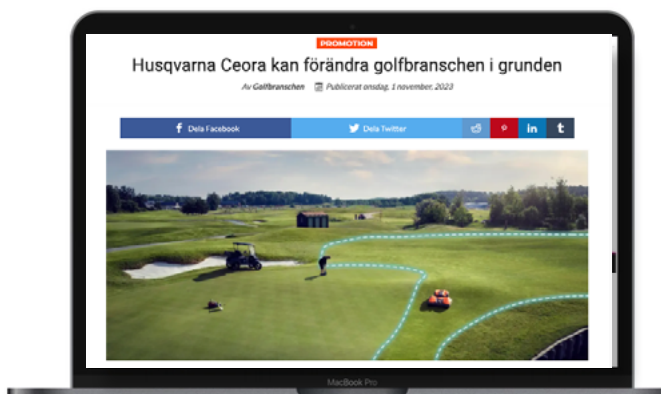 PROMOTION
Husqvarna Ceora kan förändra golfbranschen i grunden
Av Golfbranschen Publicerat onsdag, 1 november, 2023
f Dela Facebook Dela Twitter in t
MacBook Pro